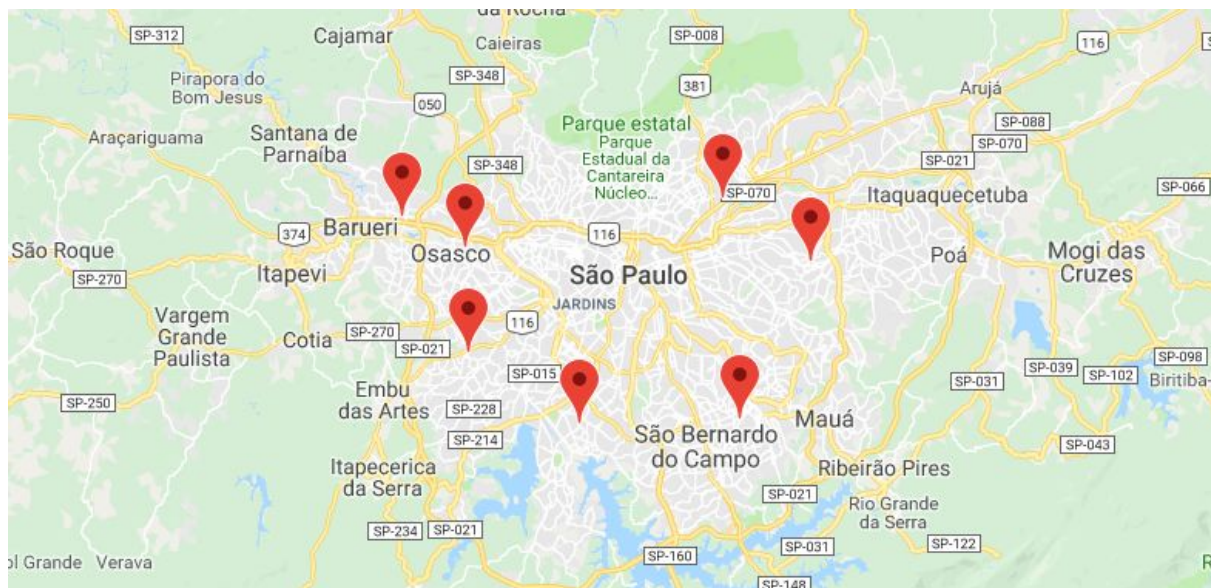 da Rocha
SP-312
Cajamar
Caieiras
SP-008
116
S
Pirapora do
Bom Jesus
SP-348
381
Arujá
050
SP-088
Araçariguama
Santana de
Parnaíba
Parque estatal
Parque
Estadual da
Cantareira
Núcleo...
SP-070
SP-348
SP-021
SP-070
Itaquaquecetuba
SP-066
Barueri
374
116
São Roque
Osasco
Poá
Mogi das
Cruzes
SP-270
Itapevi
São Paulo
JARDINS
Vargem
Grande
Paulista
116
Cotia
SP-270
SP-021
SP-098
SP-015
SP-039
SP-102
SP-031
Biritiba-
Embu
das Artes
SP-250
SP-228
Mauá
São Bernardo
do Campo
SP-214
SP-043
Itapecerica
da Serra
Ribeirão Pires
SP-021
Rio Grande
da Serra
SP-234
SP-021
SP-031
SP-122
ol Grande
Verava
SP-160
R
SP-148